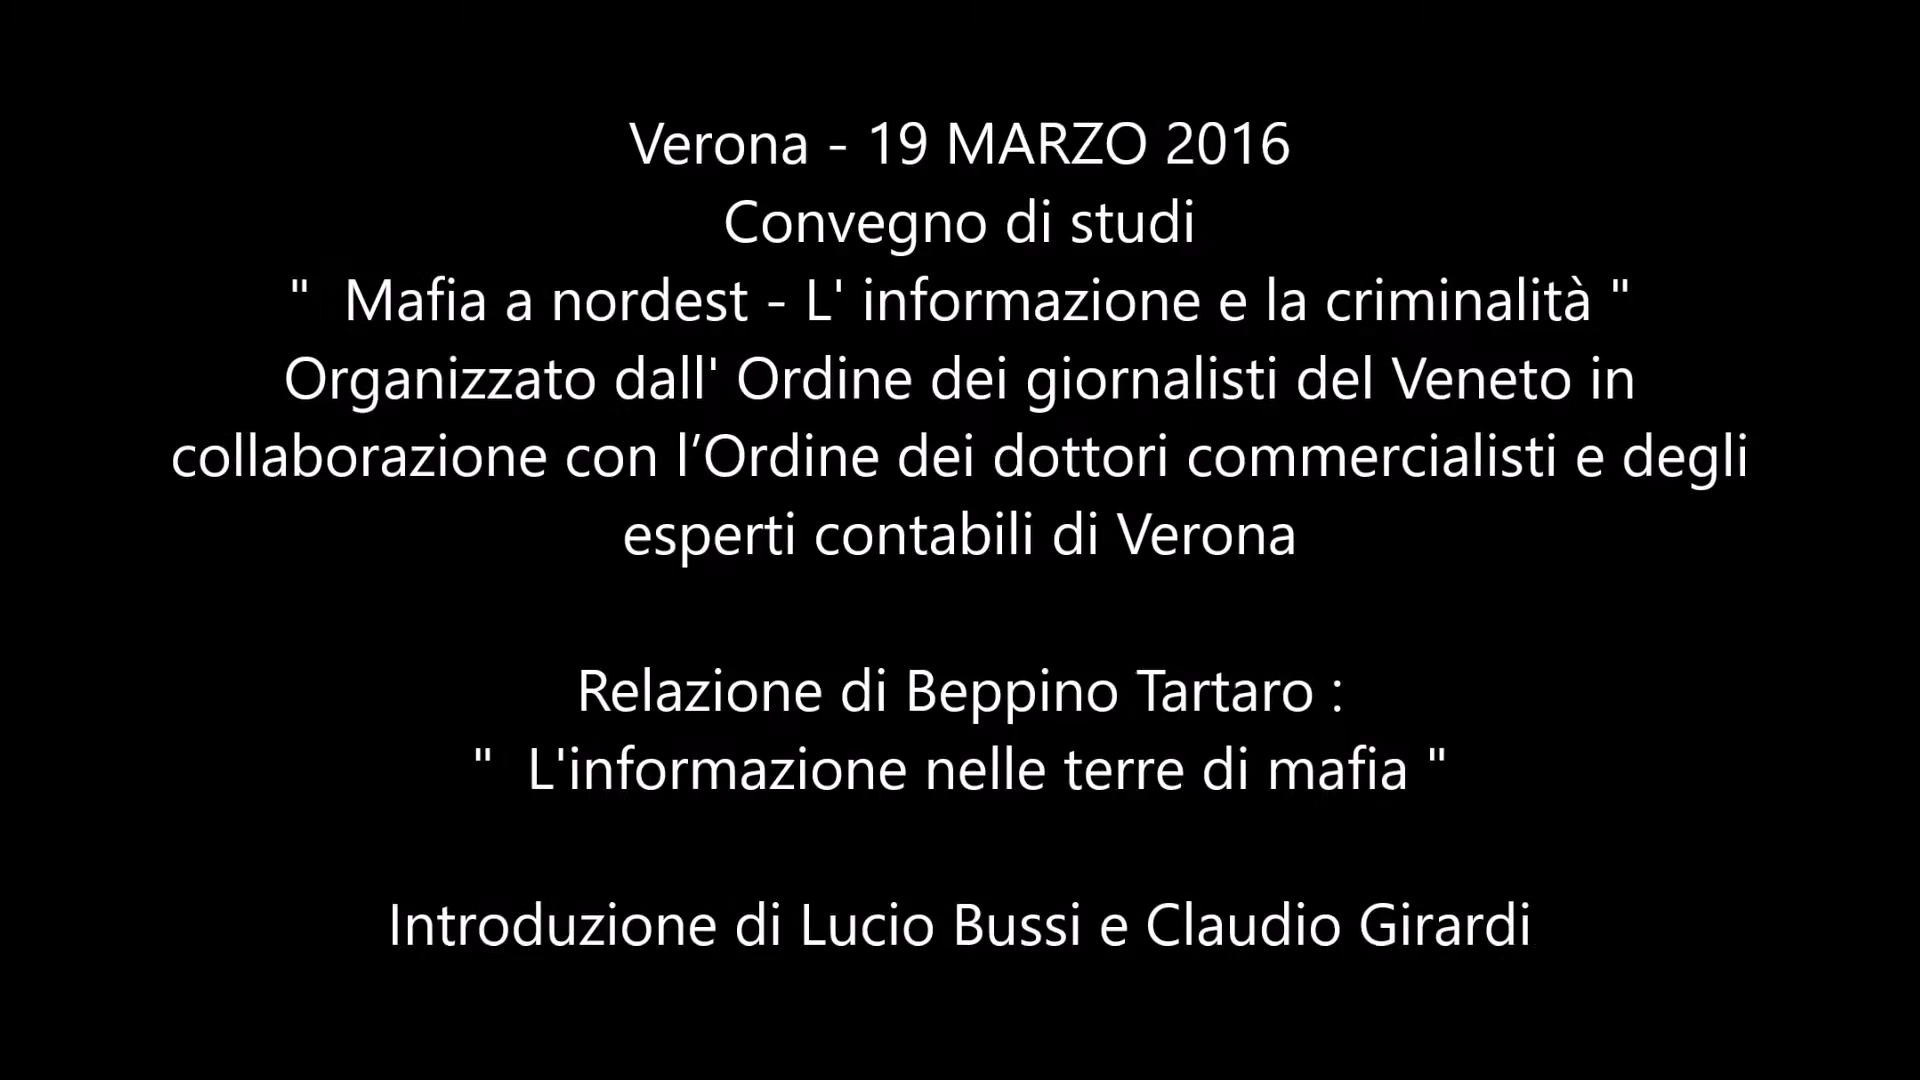 Verona - 19 MARZO 2016
Convegno di studi
"  Mafia a nordest - L' informazione e la criminalità "
Organizzato dall' Ordine dei giornalisti del Veneto in
collaborazione con l’Ordine dei dottori commercialisti e degli
esperti contabili di Verona
Relazione di Beppino Tartaro :
"  L'informazione nelle terre di mafia "
Introduzione di Lucio Bussi e Claudio Girardi